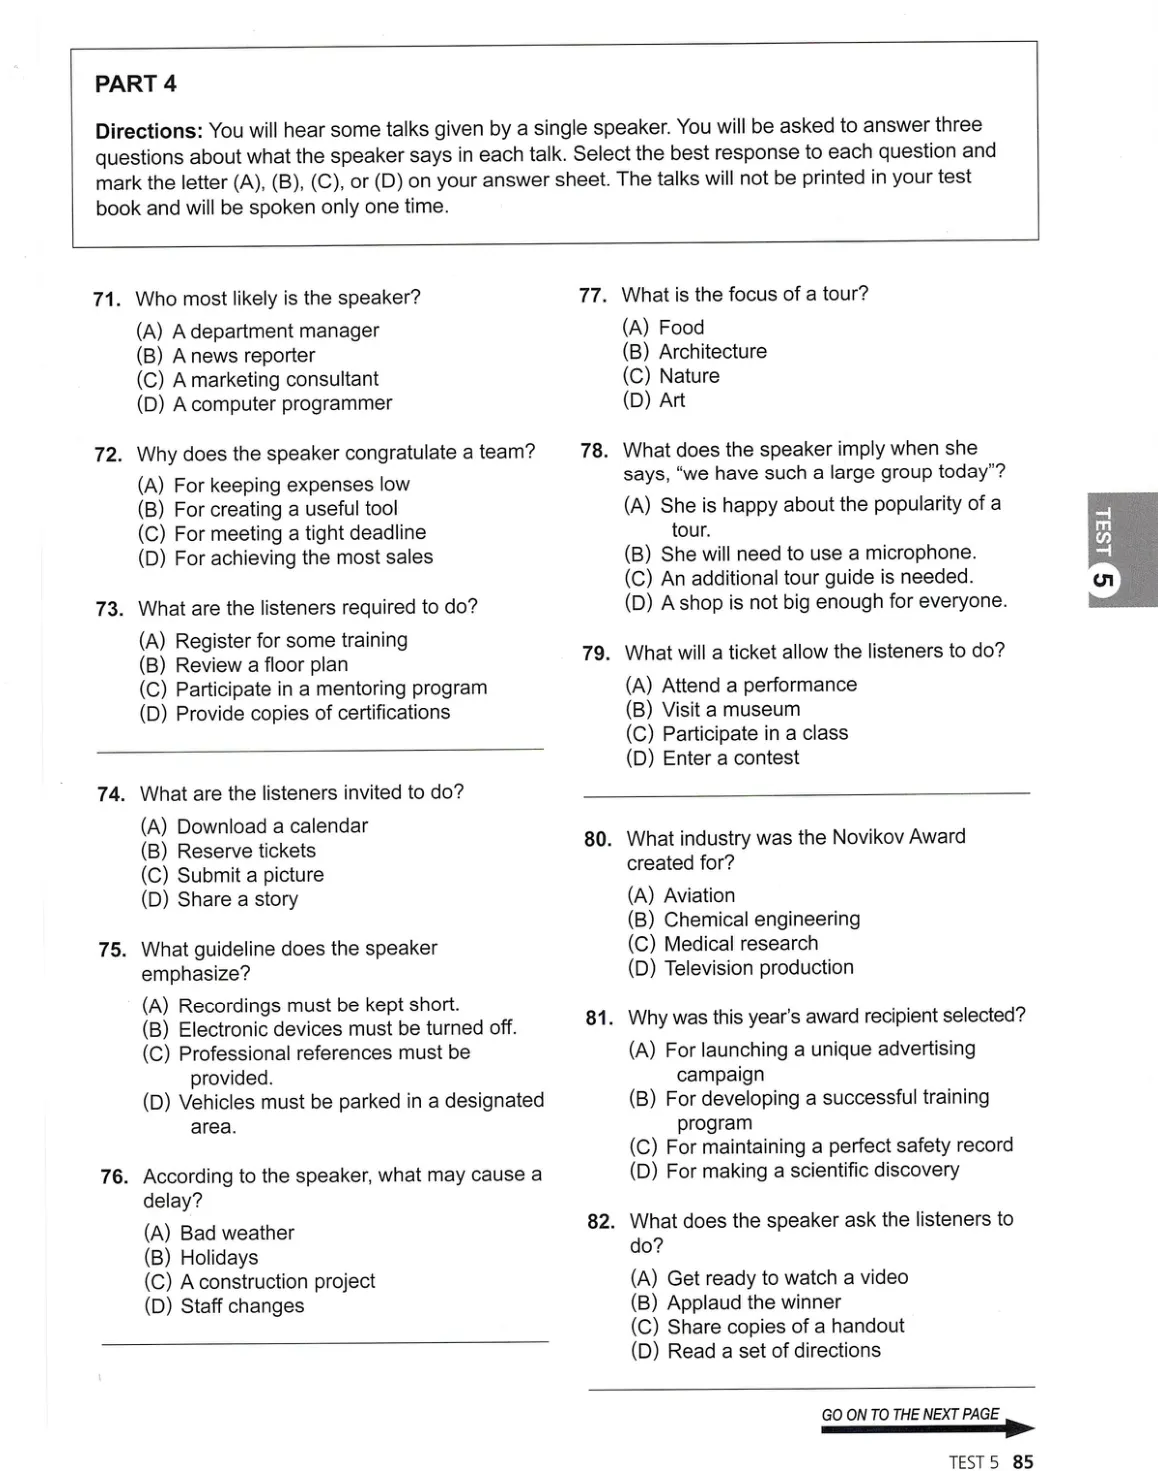 PART 4
Directions: You will hear some talks given by a single speaker. You will be asked to answer three
questions about what the speaker says in each talk. Select the best response to each question and
mark the letter (A), (B), (C), or (D) on your answer sheet. The talks will not be printed in your test
book and will be spoken only one time.
71. Who most likely is the speaker?
(A) A department manager
(B) A news reporter
(C) A marketing consultant
(D) A computer programmer
72. Why does the speaker congratulate a team?
(A) For keeping expenses low
(B) For creating a useful tool
(C) For meeting a tight deadline
(D) For achieving the most sales
73. What are the listeners required to do?
(A) Register for some training
(B) Review a floor plan
(C) Participate in a mentoring program
(D) Provide copies of certifications
74. What are the listeners invited to do?
(A) Download a calendar
(B) Reserve tickets
(C) Submit a picture
(D) Share a story
75. What guideline does the speaker
emphasize?
(A) Recordings must be kept short.
(B) Electronic devices must be turned off.
(C) Professional references must be
provided.
(D) Vehicles must be parked in a designated
area.
76. According to the speaker, what may cause a
delay?
(A) Bad weather
(B) Holidays
(C) A construction project
(D) Staff changes
77. What is the focus of a tour?
(A) Food
(B) Architecture
(C) Nature
(D) Art
78. What does the speaker imply when she
says, “we have such a large group today”?
(A) She is happy about the popularity of a
tour.
(B) She will need to use a microphone.
(C) An additional tour guide is needed.
(D) A shop is not big enough for everyone.
79. What will a ticket allow the listeners to do?
(A) Attend a performance
(B) Visit a museum
(C) Participate in a class
(D) Enter a contest
80. What industry was the Novikov Award
created for?
(A) Aviation
(B) Chemical engineering
(C) Medical research
(D) Television production
81. Why was this year's award recipient selected?
(A) For launching a unique advertising
campaign
(B) For developing a successful training
program
(C) For maintaining a perfect safety record
(D) For making a scientific discovery
82. What does the speaker ask the listeners to
do?
(A) Get ready to watch a video
(B) Applaud the winner
(C) Share copies of a handout
(D) Read a set of directions
TEST 5
GO ON TO THE NEXT PAGE
TEST 5 85